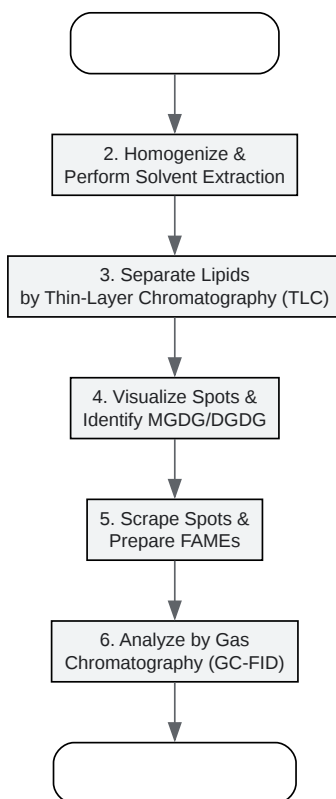 2. Homogenize &
Perform Solvent Extraction
3. Separate Lipids
by Thin-Layer Chromatography (TLC)
4. Visualize Spots &
Identify MGDG/DGDG
5. Scrape Spots &
Prepare FAMEs
6. Analyze by Gas
Chromatography (GC-FID)